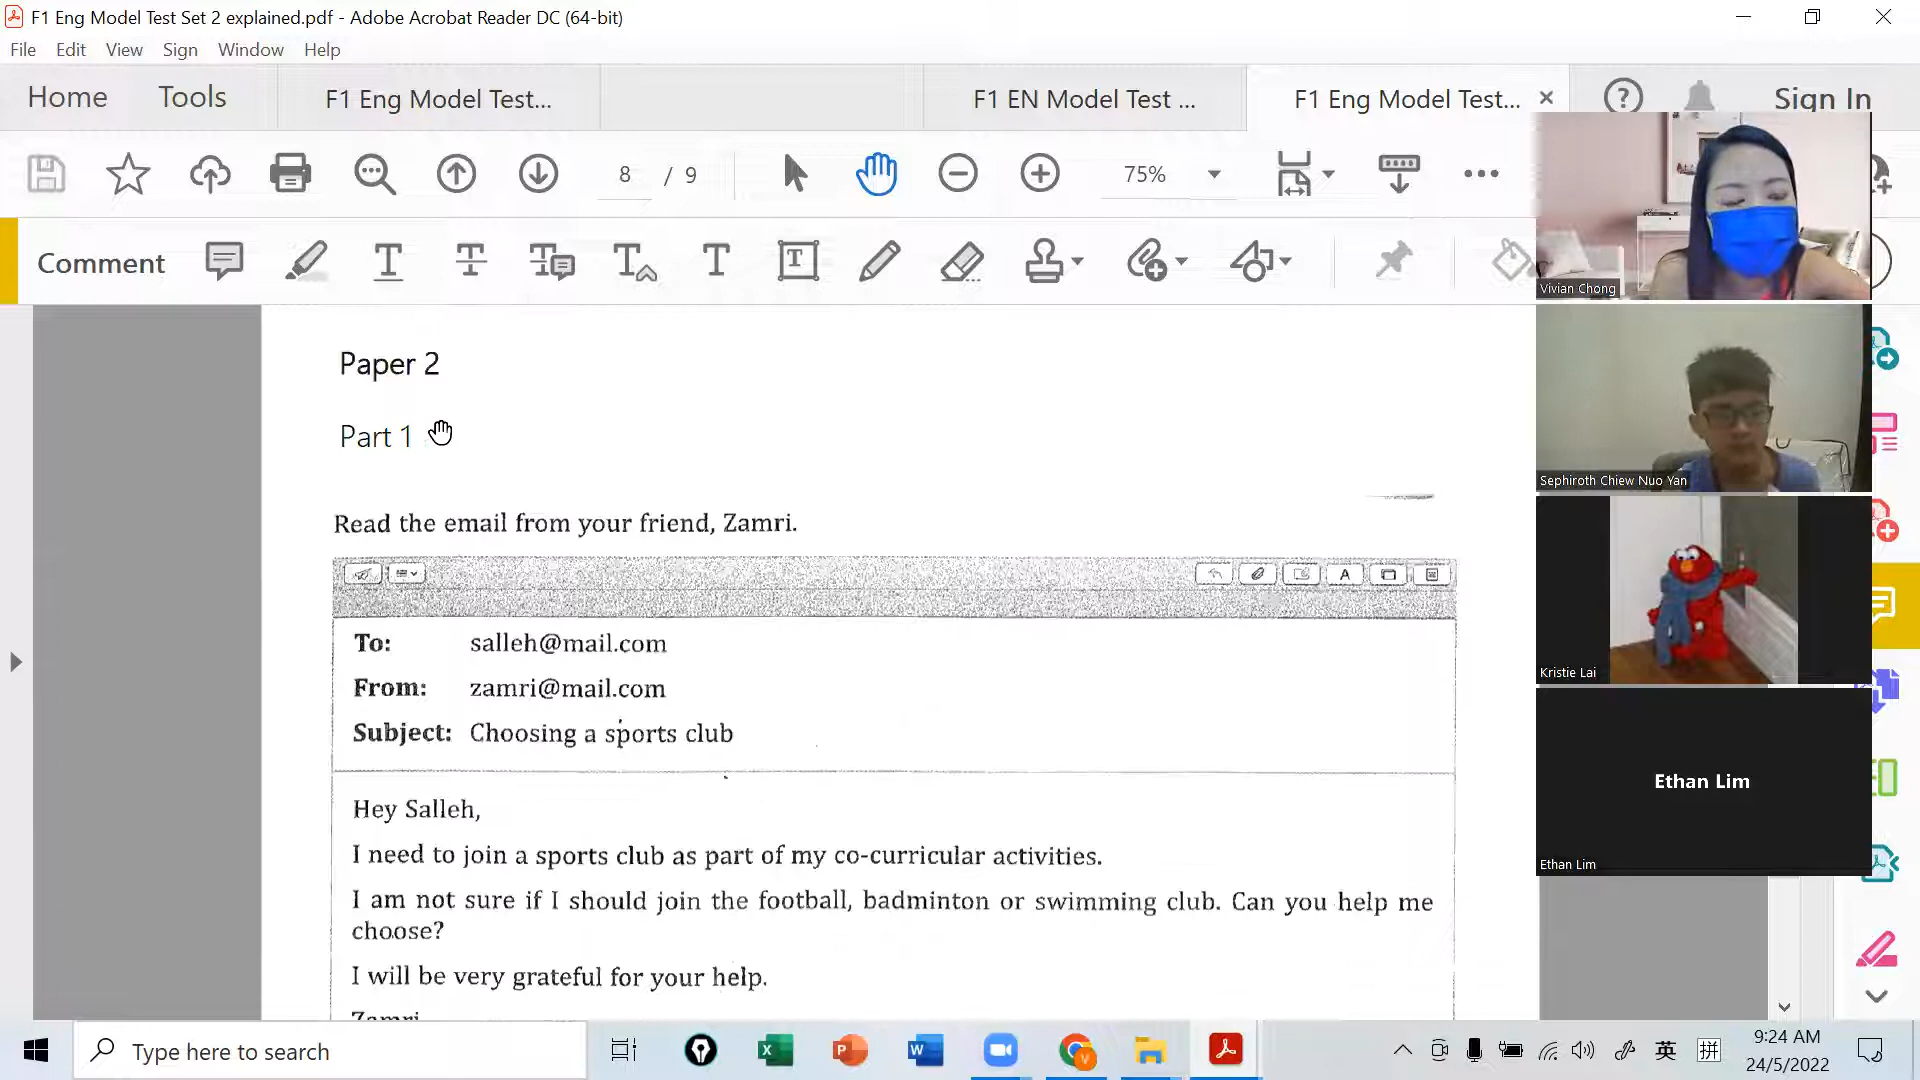 F1 Eng Model Test Set 2 explained.pdf - Adobe Acrobat Reader DC (64-bit)
File Edit View Sign Window Help
Home Tools F1 Eng Model Test... F1 EN Model Test ... F1 Eng Model Test... Sign In
8 / 9 75%
Comment
Vivian Chong
Paper 2
Part 1
Sephiroth Chiew Nuo Yan
Read the email from your friend, Zamri.
To: salleh@mail.com
From: zamri@mail.com
Kristie Lai
Subject: Choosing a sports club
Ethan Lim
Hey Salleh,
I need to join a sports club as part of my co-curricular activities.
Ethan Lim
I am not sure if I should join the football, badminton or swimming club. Can you help me
choose?
I will be very grateful for your help.
Zamri
Type here to search
英
拼
9:24 AM
24/5/2022